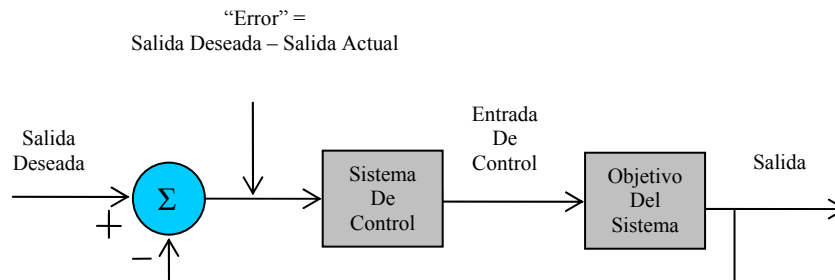 “Error” =
Salida Deseada – Salida Actual
Salida
Deseada
+
−
Σ
Sistema
De
Control
Entrada
De
Control
Objetivo
Del
Sistema
Salida